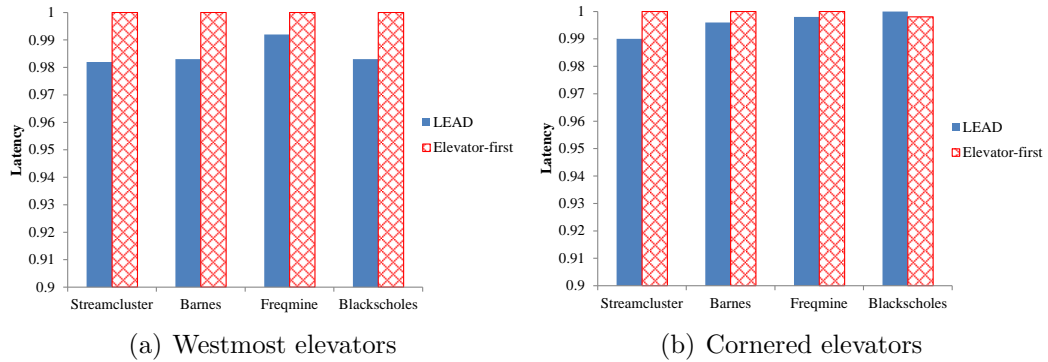 1
0.99
0.98
0.97
0.96
0.95
0.94
0.93
0.92
0.91
0.9
Latency
Streamcluster Barnes Freqmine Blackscholes
LEAD
Elevator-first
(a) Westmost elevators
1
0.99
0.98
0.97
0.96
0.95
0.94
0.93
0.92
0.91
0.9
Latency
Streamcluster Barnes Freqmine Blackscholes
LEAD
Elevator-first
(b) Cornered elevators